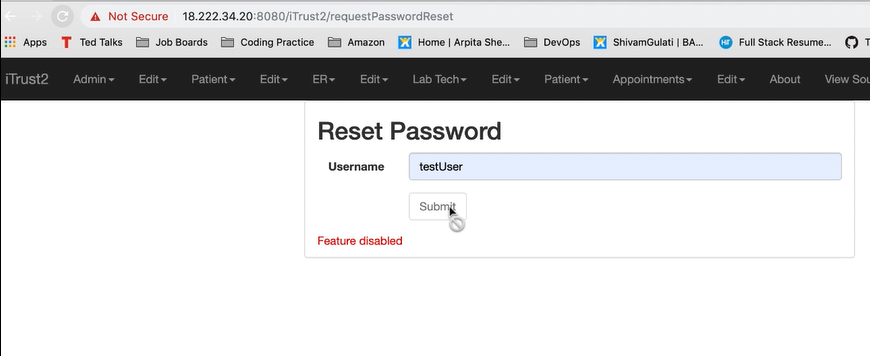 Not Secure 18.222.34.20:8080/iTrust2/requestPasswordReset
Apps Ted Talks Job Boards Coding Practice Amazon Home | Arpita She... DevOps ShivamGulati | BA... Full Stack Resume... T
iTrust2 Admin Edit Patient Edit ER Edit Lab Tech Edit Patient Appointments Edit About View Sou
Reset Password
Username testUser
Submit
Feature disabled